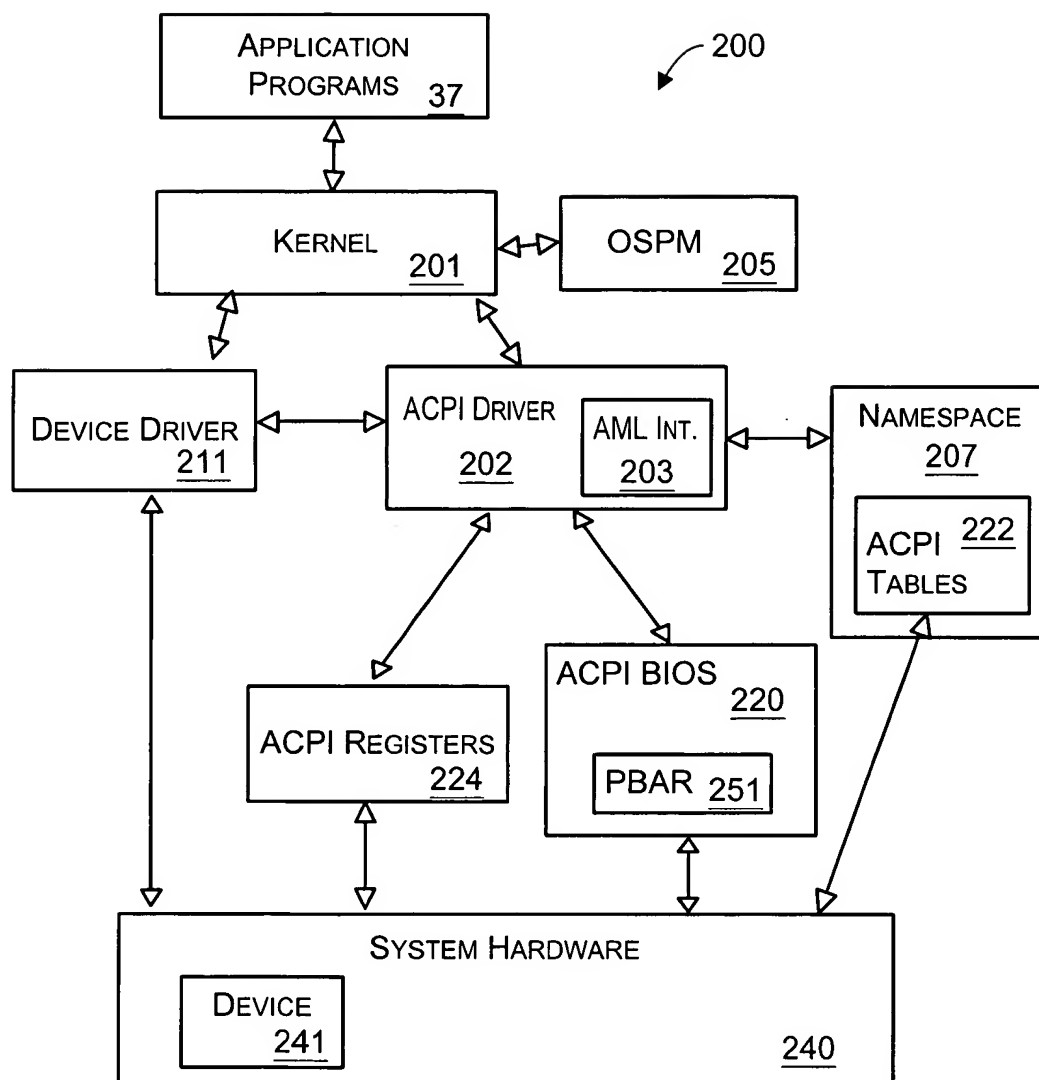 APPLICATION
PROGRAMS
37
200
KERNEL
201
OSPM
205
DEVICE DRIVER
211
ACPI DRIVER
202
AML INT.
203
NAMESPACE
207
ACPI
TABLES
222
ACPI REGISTERS
224
ACPI BIOS
220
PBAR
251
SYSTEM HARDWARE
DEVICE
241
240